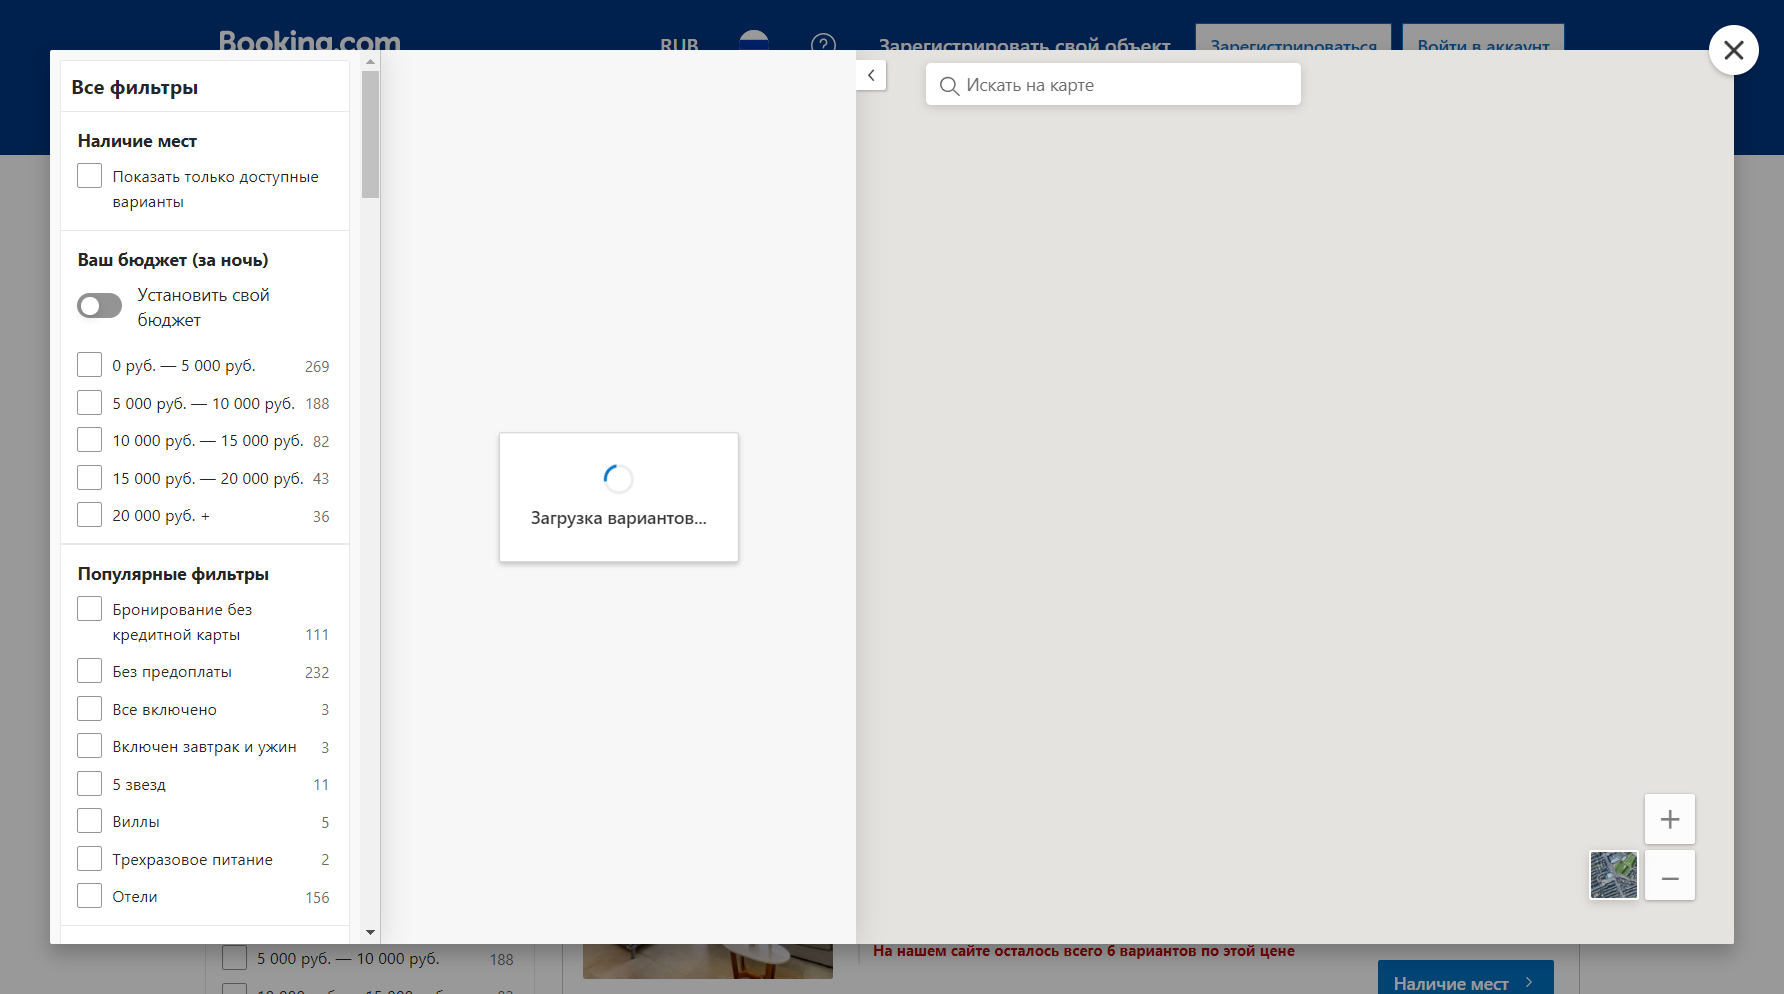 Booking.com
RUB
Зарегистрировать свой объект
Зарегистрироваться
Войти в аккаунт
Все фильтры
Искать на карте
Наличие мест
Показать только доступные
варианты
Ваш бюджет (за ночь)
Установить свой
бюджет
0 руб. — 5 000 руб. 269
5 000 руб. — 10 000 руб. 188
10 000 руб. — 15 000 руб. 82
15 000 руб. — 20 000 руб. 43
20 000 руб. + 36
Загрузка вариантов...
Популярные фильтры
Бронирование без
кредитной карты 111
Без предоплаты 232
Все включено 3
Включен завтрак и ужин 3
5 звезд 11
Виллы 5
Трехразовое питание 2
Отели 156
5 000 руб. — 10 000 руб. 188
На нашем сайте осталось всего 6 вариантов по этой цене
Наличие мест